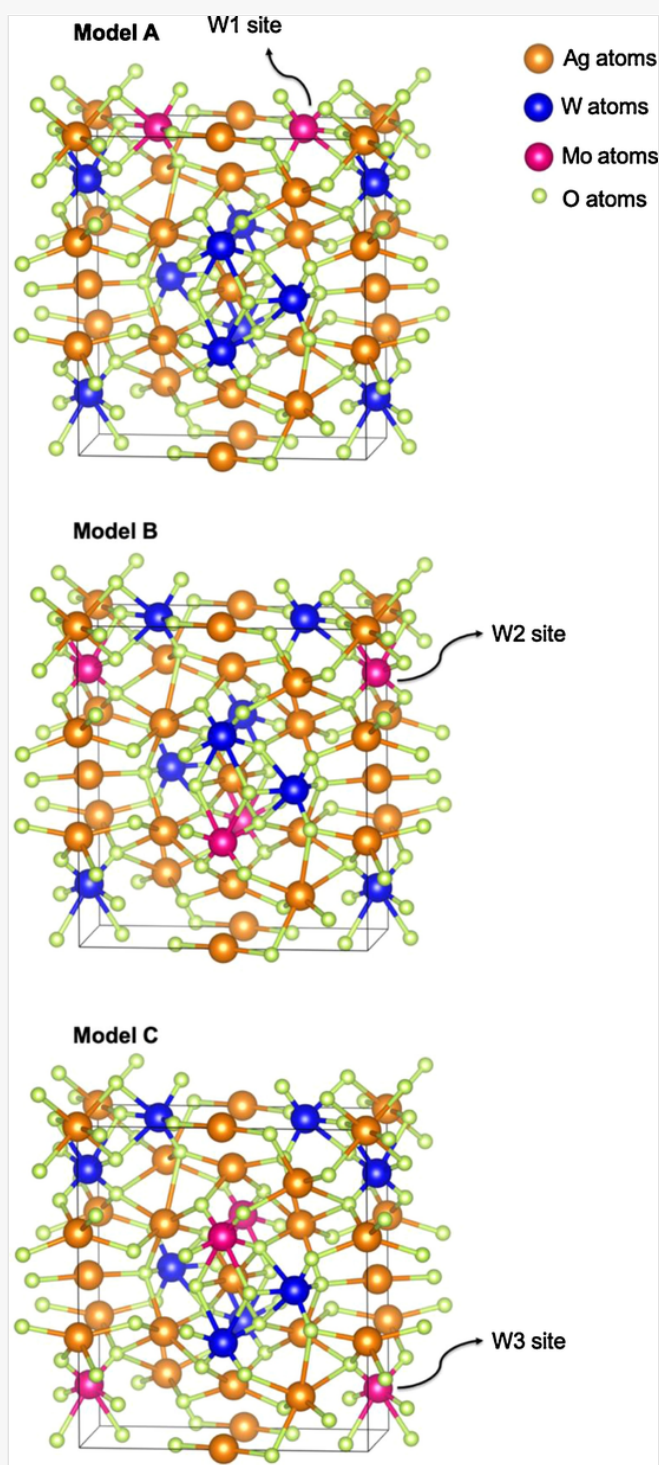 Model A
W1 site
Ag atoms
W atoms
Mo atoms
O atoms
Model B
W2 site
Model C
W3 site